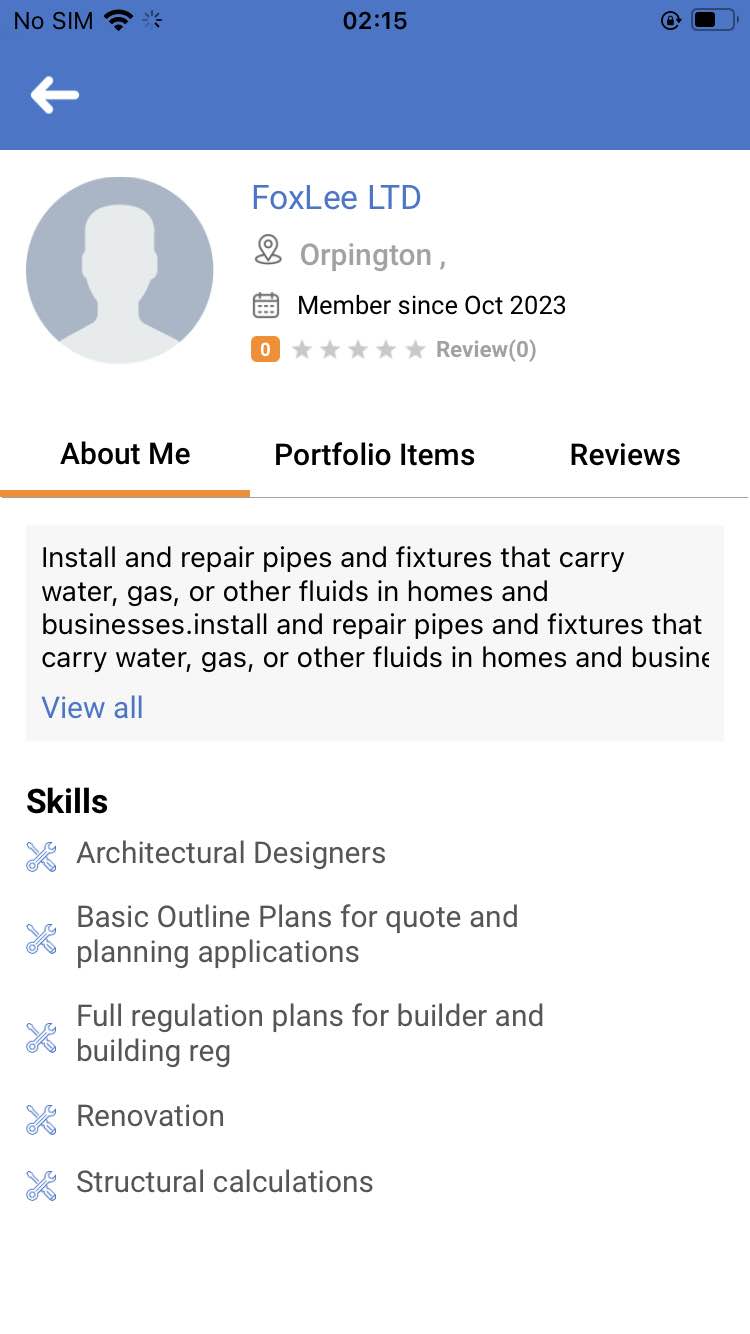 No SIM 02:15
FoxLee LTD
Orpington ,
Member since Oct 2023
0 Review(0)
About Me Portfolio Items Reviews
Install and repair pipes and fixtures that carry
water, gas, or other fluids in homes and
businesses.install and repair pipes and fixtures that
carry water, gas, or other fluids in homes and busine
View all
Skills
Architectural Designers
Basic Outline Plans for quote and
planning applications
Full regulation plans for builder and
building reg
Renovation
Structural calculations